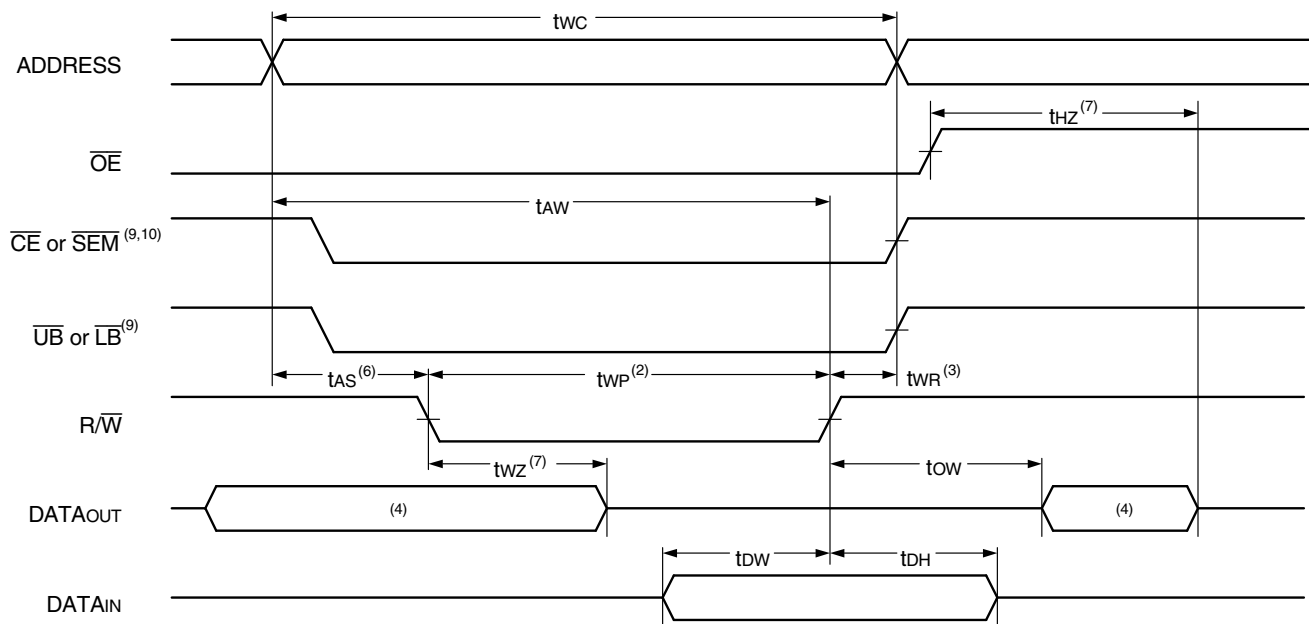 tWC
ADDRESS
tHZ(7)
OE
tAW
CE or SEM (9,10)
UB or LB(9)
tAS(6) tWP(2) tWR(3)
R/W
tWZ(7) tOW
DATAOUT (4) (4)
tDW tDH
DATAIN